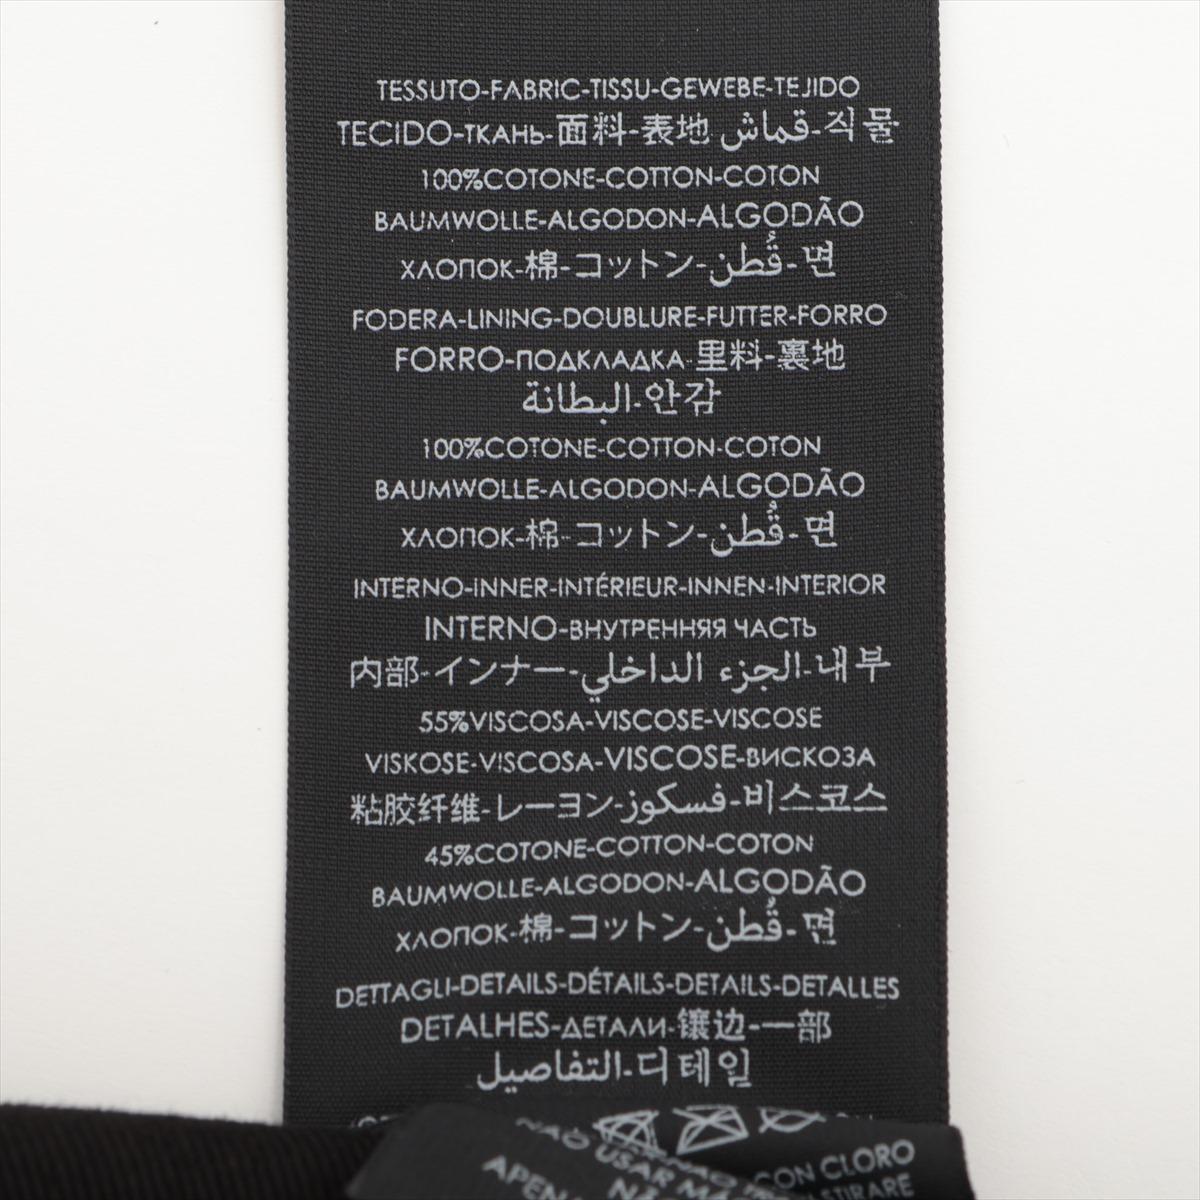 TESSUTO-FABRIC-TISSU-GEWEBE-TEJIDO
TECIDO-ТКАНЬ-面料-表地 قماش-직물
100%COTONE-COTTON-COTON
BAUMWOLLE-ALGODON-ALGODÃO
ХЛОПОК-棉-コットン-قُطن-면
FODERA-LINING-DOUBLURE-FUTTER-FORRO
FORRO-ПОДКЛАДКА-里料-裏地
البطانة-안감
100%COTONE-COTTON-COTON
BAUMWOLLE-ALGODON-ALGODÃO
ХЛОПОК-棉-コットン-قُطن-면
INTERNO-INNER-INTÉRIEUR-INNEN-INTERIOR
INTERNO-ВНУТРЕННЯЯ ЧАСТЬ
内部-インナー-الجزء الداخلي-내부
55%VISCOSA-VISCOSE-VISCOSE
VISKOSE-VISCOSA-VISCOSE-ВИСКОЗА
粘胶纤维-レーヨン-فسكوز-비스코스
45%COTONE-COTTON-COTON
BAUMWOLLE-ALGODON-ALGODÃO
ХЛОПОК-棉-コットン-قُطن-면
DETTAGLI-DETAILS-DÉTAILS-DETAILS-DETALLES
DETALHES-ДЕТАЛИ-镶边-一部
التفاصيل-디테일
CON CLORO
NÃO USAR
STIRARE